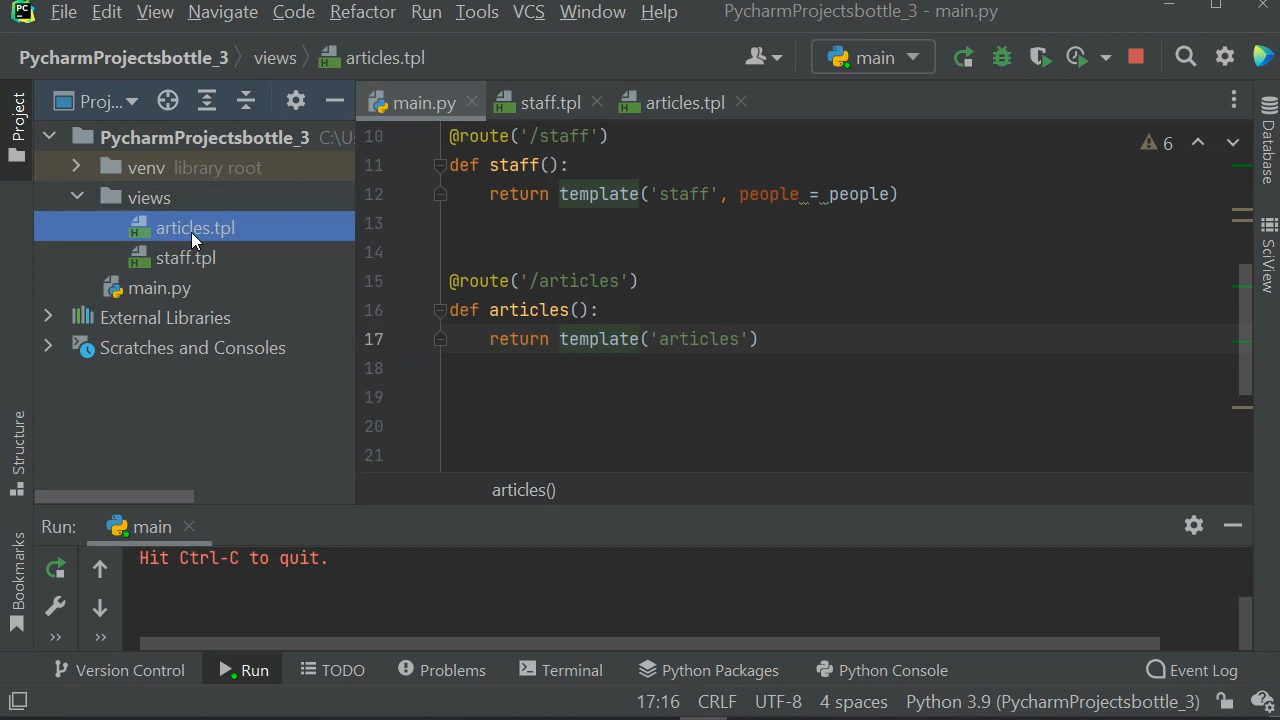 PC File Edit View Navigate Code Refactor Run Tools VCS Window Help PycharmProjectsbottle_3 - main.py
PycharmProjectsbottle_3 views articles.tpl main
Project
Proj...
main.py staff.tpl articles.tpl
PycharmProjectsbottle_3 C:\U
venv library root
views
articles.tpl
staff.tpl
main.py
External Libraries
Scratches and Consoles
10 @route('/staff')
11 def staff():
12 return template('staff', people = people)
13
14
15 @route('/articles')
16 def articles():
17 return template('articles')
18
19
20
21
6
articles()
Database
SciView
Structure
Bookmarks
Run: main
Hit Ctrl-C to quit.
Version Control Run TODO Problems Terminal Python Packages Python Console Event Log
17:16 CRLF UTF-8 4 spaces Python 3.9 (PycharmProjectsbottle_3)